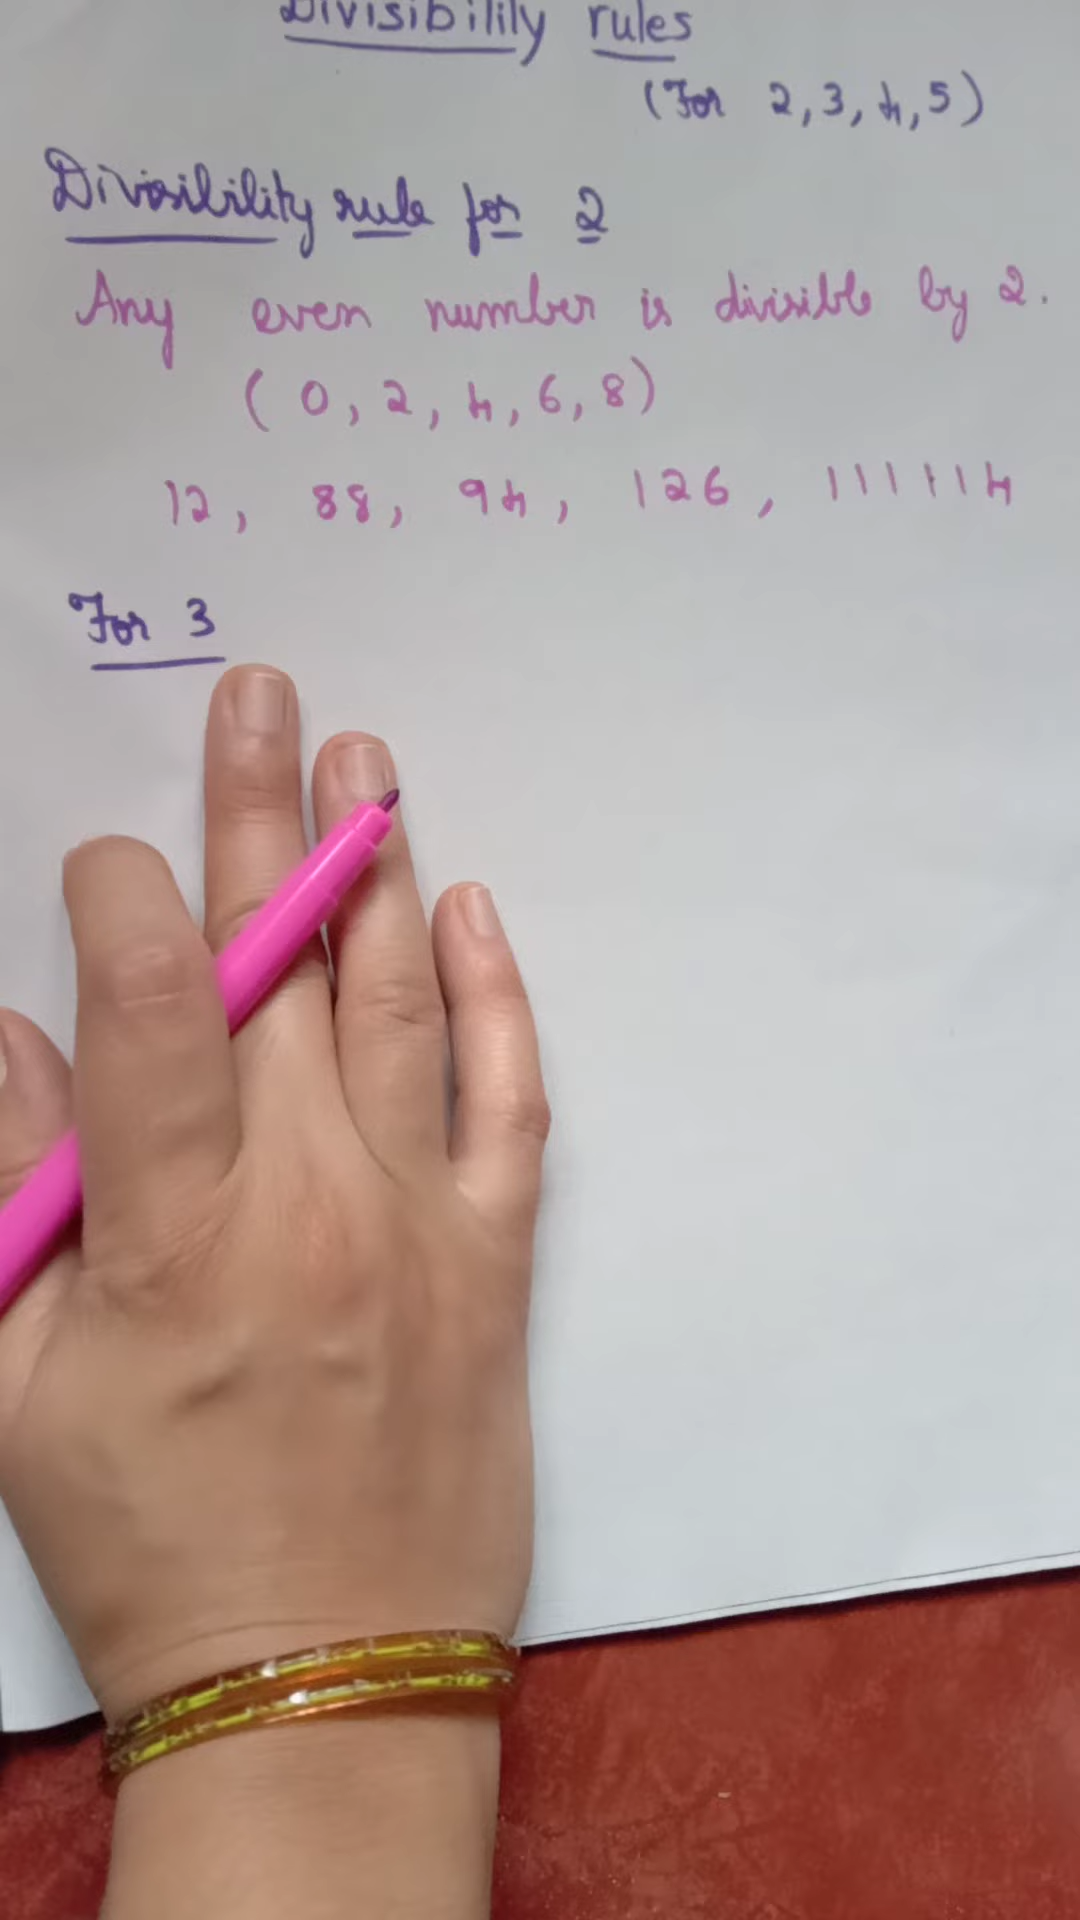 Divisibility rules
(For 2, 3, 4, 5)
Divisibility rule for 2
Any even number is divisible by 2.
(0, 2, 4, 6, 8)
12, 88, 94, 126, 111114
For 3